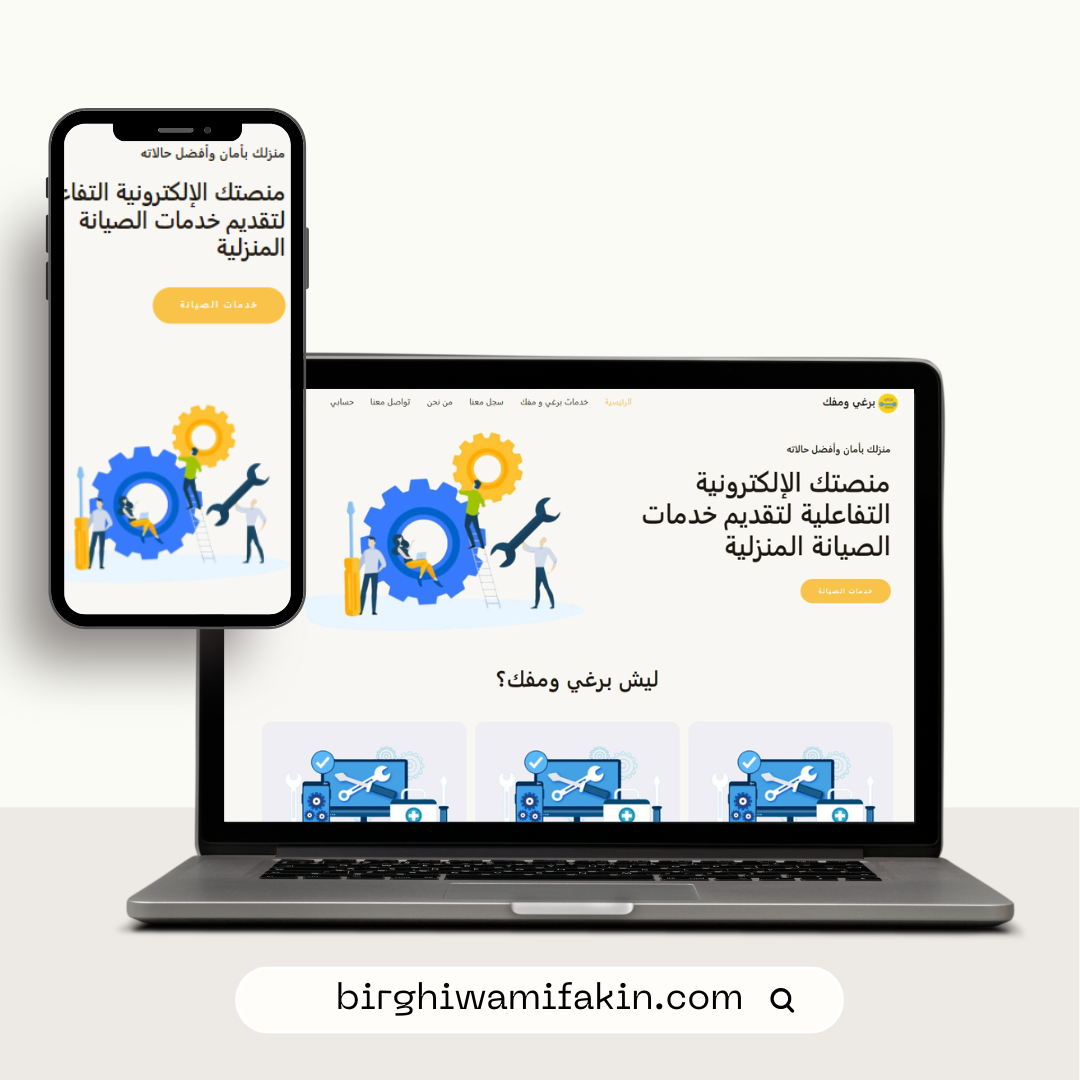 منزلك بأمان وأفضل حالاته
منصتك الإلكترونية التفاع
لتقديم خدمات الصيانة
المنزلية
خدمات الصيانة
برغي ومفك
الرئيسية
خدمات برغي و مفك
سجل معنا
من نحن
تواصل معنا
حسابي
منزلك بأمان وأفضل حالاته
منصتك الإلكترونية
التفاعلية لتقديم خدمات
الصيانة المنزلية
خدمات الصيانة
ليش برغي ومفك؟
birghiwamifakin.com